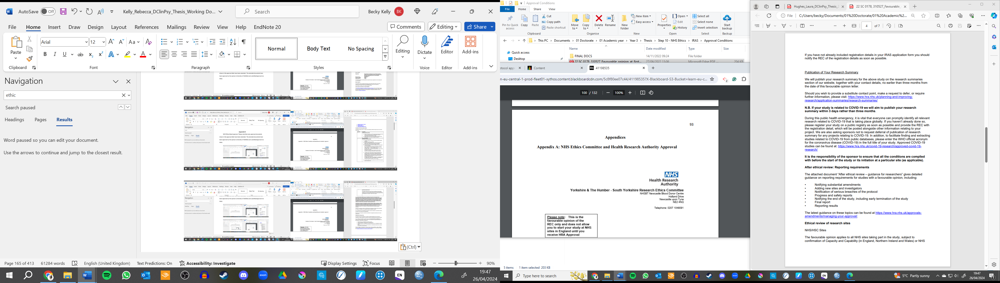 AutoSave Off
Kelly_Rebecca_DClinPsy_Thesis_Working Do...
Search
Becky Kelly BK
File Home Insert Draw Design Layout References Mailings Review View Help EndNote 20
Comments Editing Share
Paste
Arial 12
Normal Body Text No Spacing
Editing Dictate Editor Add-ins
Clipboard Font Paragraph Styles Voice Editor Add-ins
Navigation
ethic
Search paused
Headings Pages Results
Word paused so you can edit your document.
Use the arrows to continue and jump to the closest result.
(Ctrl)
Page 165 of 413 61284 words English (United Kingdom) Text Predictions: On Accessibility: Investigate Display Settings Focus 90%
19:47
26/04/2024
Approval Conditions
File Home Share View
Pin to Quick access Copy Paste
Cut
Copy path
Paste shortcut
Move to Copy to Delete Rename
New folder
New item
Easy access
Properties
Open
Edit
History
Select all
Select none
Invert selection
Start backup
Clipboard Organise New Open Select Backup
This PC Documents 01 Doctorate 01 Academic year Year 3 Thesis Step 10 - NHS Ethics IRAS Approval Conditions
Quick access
Desktop
Name Date modified Type Size
FINAL DOCS 14/11/2022 09:24 File folder
22 SC 0178, 310527_Favourable_opinion_at_first... 27/06/2022 13:06 Microsoft Edge PDF ... 204 KB
Content
41198535
n-eu-central-1-prod-fleet01-xythos.content.blackboardcdn.com/5c8f80ee07c44/41198535?X-Blackboard-S3-Bucket=learn-eu-c...
100 / 132 100%
93
Appendices
Appendix A: NHS Ethics Committee and Health Research Authority Approval
NHS
Health Research
Authority
Yorkshire & The Humber - South Yorkshire Research Ethics Committee
NHSBT Newcastle Blood Donor Centre
Holland Drive
Newcastle upon Tyne
NE2 4NQ
Telephone: 0207 1048091
Please note: This is the
favourable opinion of the
REC only and does not allow
you to start your study at NHS
sites in England until you
receive HRA Approval
5 items 1 item selected 203 KB
Type here to search
5°C Partly sunny
19:47
26/04/2024
Hughes_Laura_DClinPsy_Thesis_2
22 SC 0178, 310527_Favourable_
File C:/Users/becky/Documents/01%20Doctorate/01%20Academic%2...
4 of 7
If you have not already included registration details in your IRAS application form you should
notify the REC of the registration details as soon as possible.
Publication of Your Research Summary
We will publish your research summary for the above study on the research summaries
section of our website, together with your contact details, no earlier than three months from
the date of this favourable opinion letter.
Should you wish to provide a substitute contact point, make a request to defer, or require
further information, please visit: https://www.hra.nhs.uk/planning-and-improving-
research/application-summaries/research-summaries/
N.B. If your study is related to COVID-19 we will aim to publish your research
summary within 3 days rather than three months.
During this public health emergency, it is vital that everyone can promptly identify all relevant
research related to COVID-19 that is taking place globally. If you haven't already done so,
please register your study on a public registry as soon as possible and provide the REC with
the registration detail, which will be posted alongside other information relating to your
project. We are also asking sponsors not to request deferral of publication of research
summary for any projects relating to COVID-19. In addition, to facilitate finding and extracting
studies related to COVID-19 from public databases, please enter the WHO official acronym
for the coronavirus disease (COVID-19) in the full title of your study. Approved COVID-19
studies can be found at: https://www.hra.nhs.uk/covid-19-research/approved-covid-19-
research/
It is the responsibility of the sponsor to ensure that all the conditions are complied
with before the start of the study or its initiation at a particular site (as applicable).
After ethical review: Reporting requirements
The attached document "After ethical review – guidance for researchers" gives detailed
guidance on reporting requirements for studies with a favourable opinion, including:
• Notifying substantial amendments
• Adding new sites and investigators
• Notification of serious breaches of the protocol
• Progress and safety reports
• Notifying the end of the study, including early termination of the study
• Final report
• Reporting results
The latest guidance on these topics can be found at https://www.hra.nhs.uk/approvals-
amendments/managing-your-approval/.
Ethical review of research sites
NHS/HSC Sites
The favourable opinion applies to all NHS sites taking part in the study, subject to
confirmation of Capacity and Capability (in England, Northern Ireland and Wales) or NHS